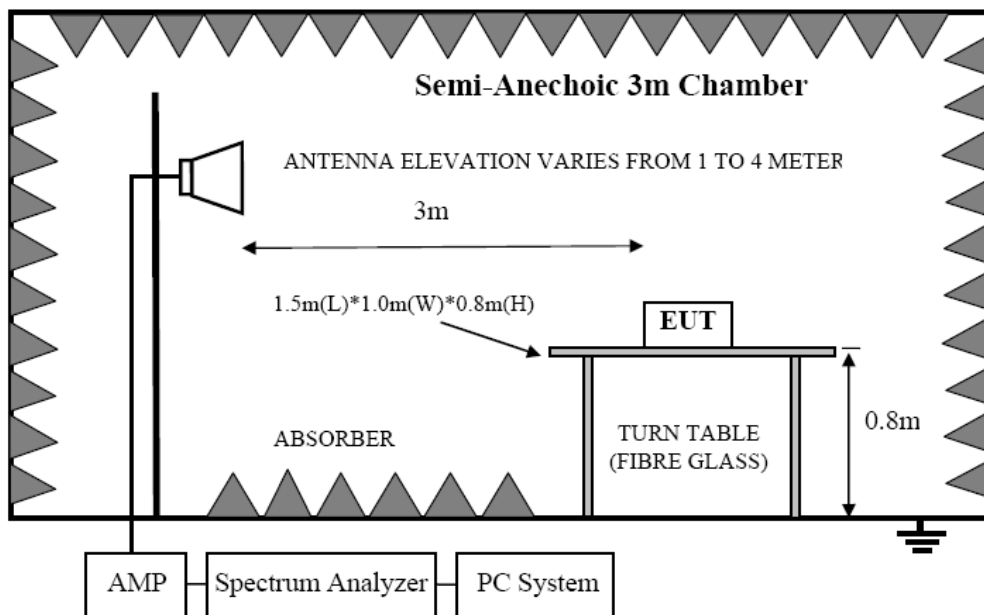 Semi-Anechoic 3m Chamber
ANTENNA ELEVATION VARIES FROM 1 TO 4 METER
3m
1.5m(L)*1.0m(W)*0.8m(H)
EUT
0.8m
ABSORBER
TURN TABLE
(FIBRE GLASS)
AMP
Spectrum Analyzer
PC System